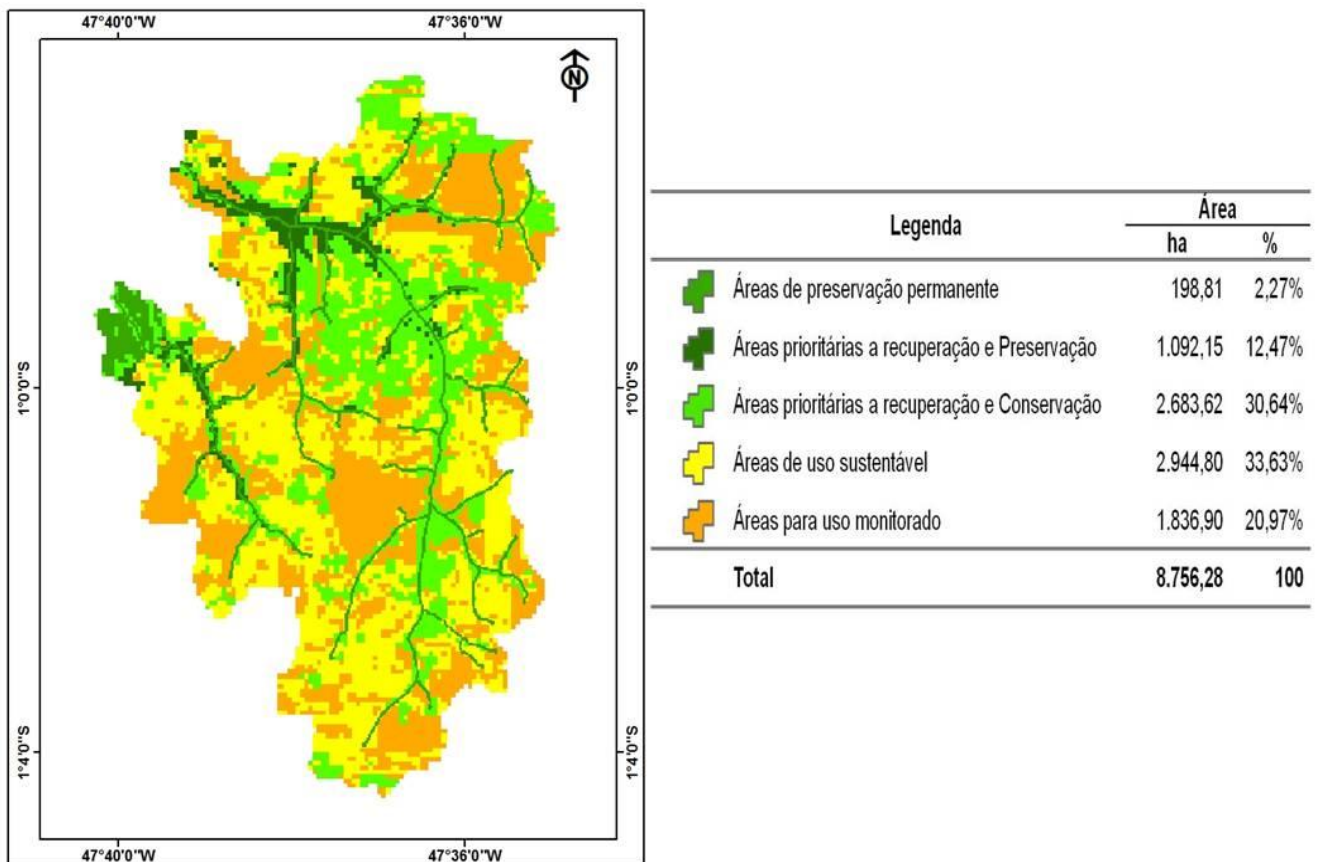 47°40'0"W 47°36'0"W
N
1°0'0"S 1°0'0"S
1°4'0"S 1°4'0"S
47°40'0"W 47°36'0"W
Legenda Área
ha %
Áreas de preservação permanente 198,81 2,27%
Áreas prioritárias a recuperação e Preservação 1.092,15 12,47%
Áreas prioritárias a recuperação e Conservação 2.683,62 30,64%
Áreas de uso sustentável 2.944,80 33,63%
Áreas para uso monitorado 1.836,90 20,97%
Total 8.756,28 100